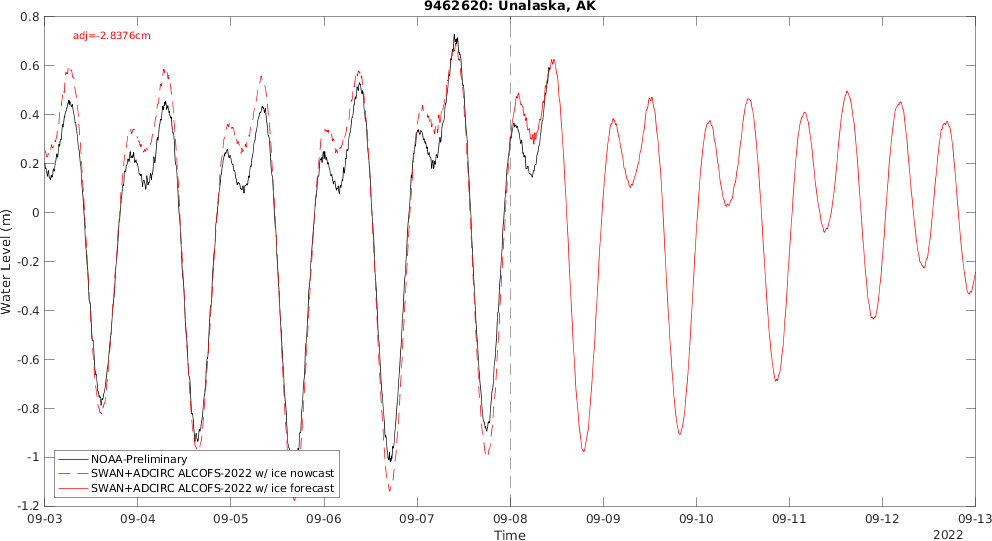 9462620: Unalaska, AK
adj=-2.8376cm
0.8
0.6
0.4
0.2
0
-0.2
-0.4
-0.6
-0.8
-1
-1.2
Water Level (m)
NOAA-Preliminary
SWAN+ADCIRC ALCOFS-2022 w/ ice nowcast
SWAN+ADCIRC ALCOFS-2022 w/ ice forecast
09-03 09-04 09-05 09-06 09-07 09-08 09-09 09-10 09-11 09-12 09-13
Time
2022